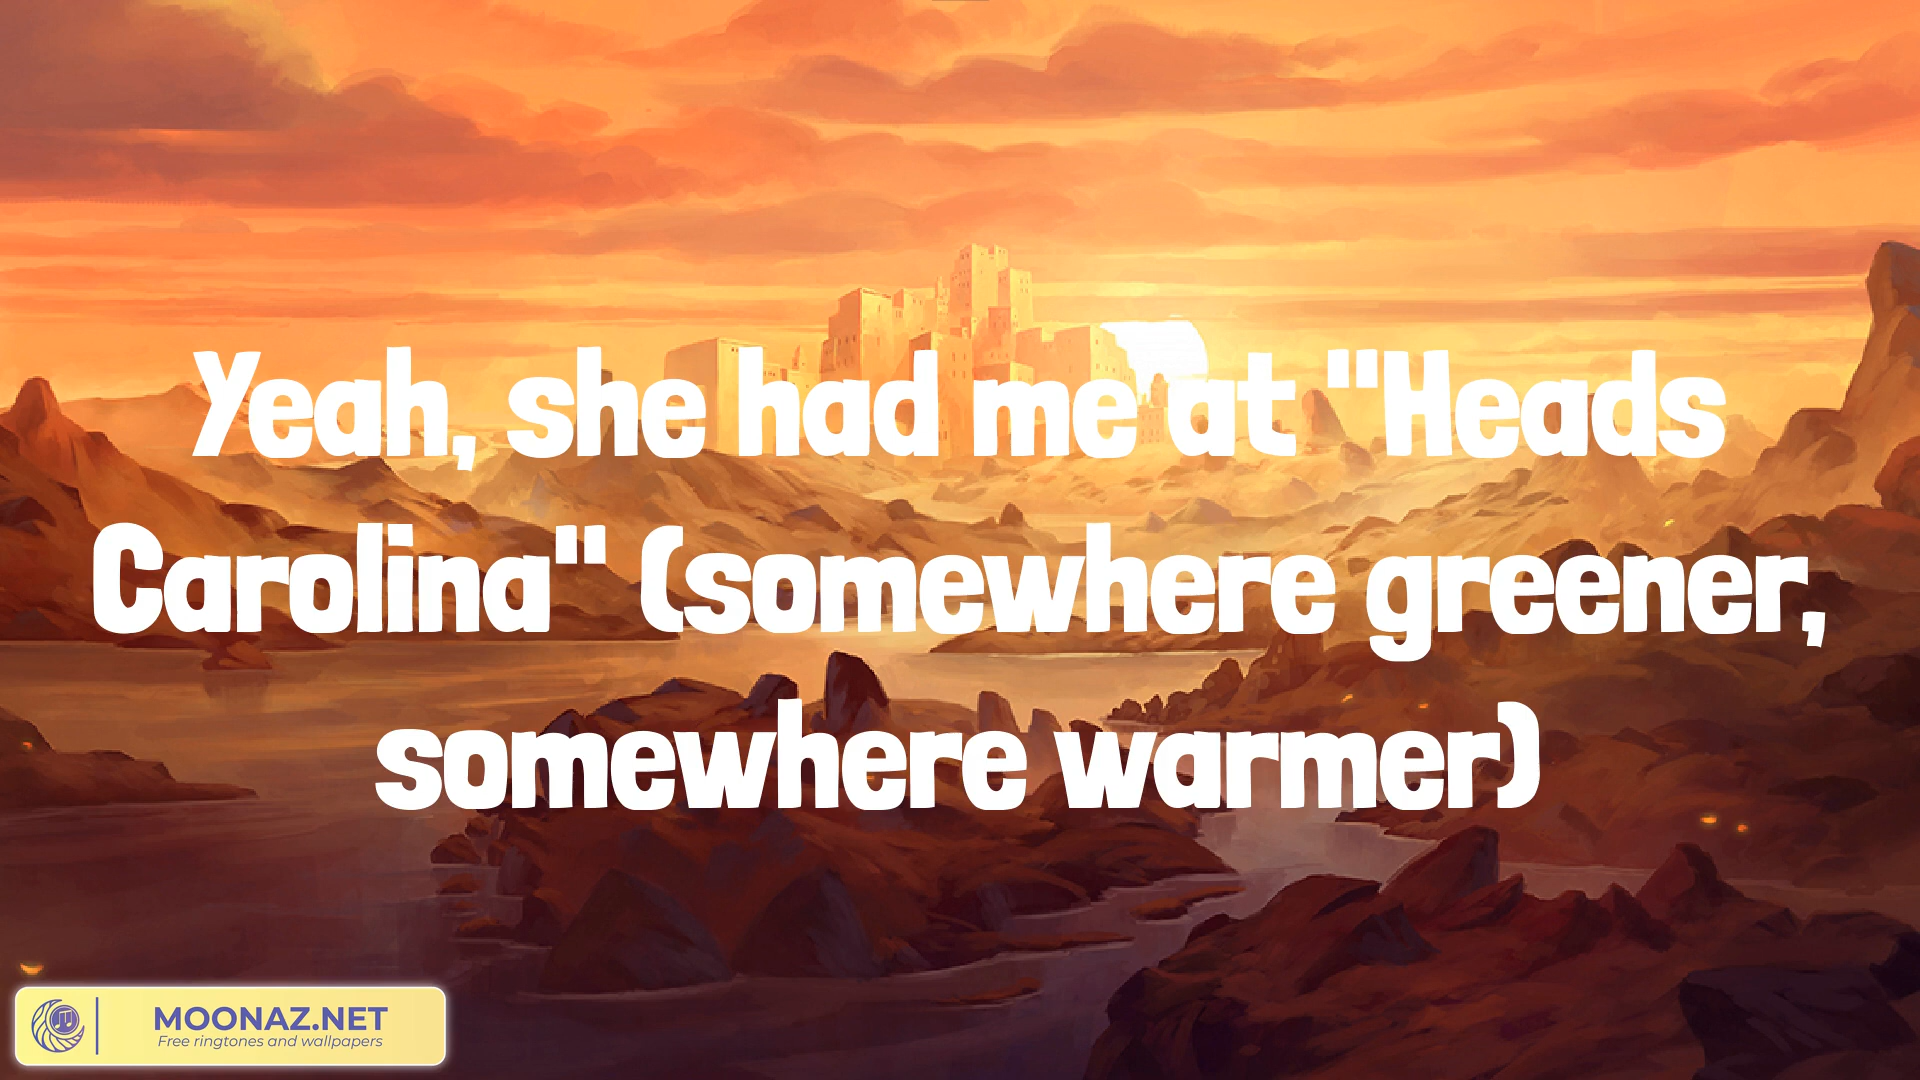 Yeah, she had me at "Heads
Carolina" (somewhere greener,
somewhere warmer)
MOONAZ.NET
Free ringtones and wallpapers